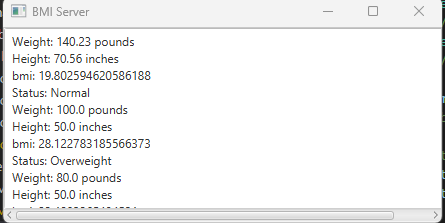 BMI Server
Weight: 140.23 pounds
Height: 70.56 inches
bmi: 19.802594620586188
Status: Normal
Weight: 100.0 pounds
Height: 50.0 inches
bmi: 28.122783185566373
Status: Overweight
Weight: 80.0 pounds
Height: 50.0 inches